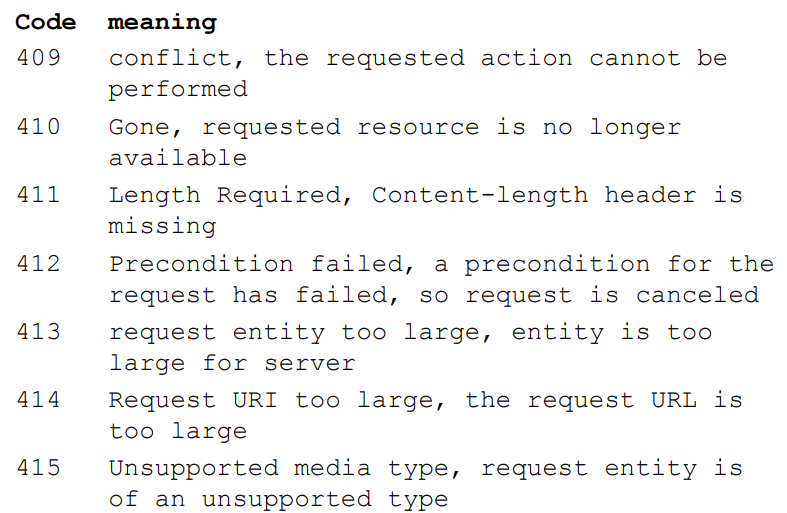 Code meaning
409 conflict, the requested action cannot be
performed
410 Gone, requested resource is no longer
available
411 Length Required, Content-length header is
missing
412 Precondition failed, a precondition for the
request has failed, so request is canceled
413 request entity too large, entity is too
large for server
414 Request URI too large, the request URL is
too large
415 Unsupported media type, request entity is
of an unsupported type